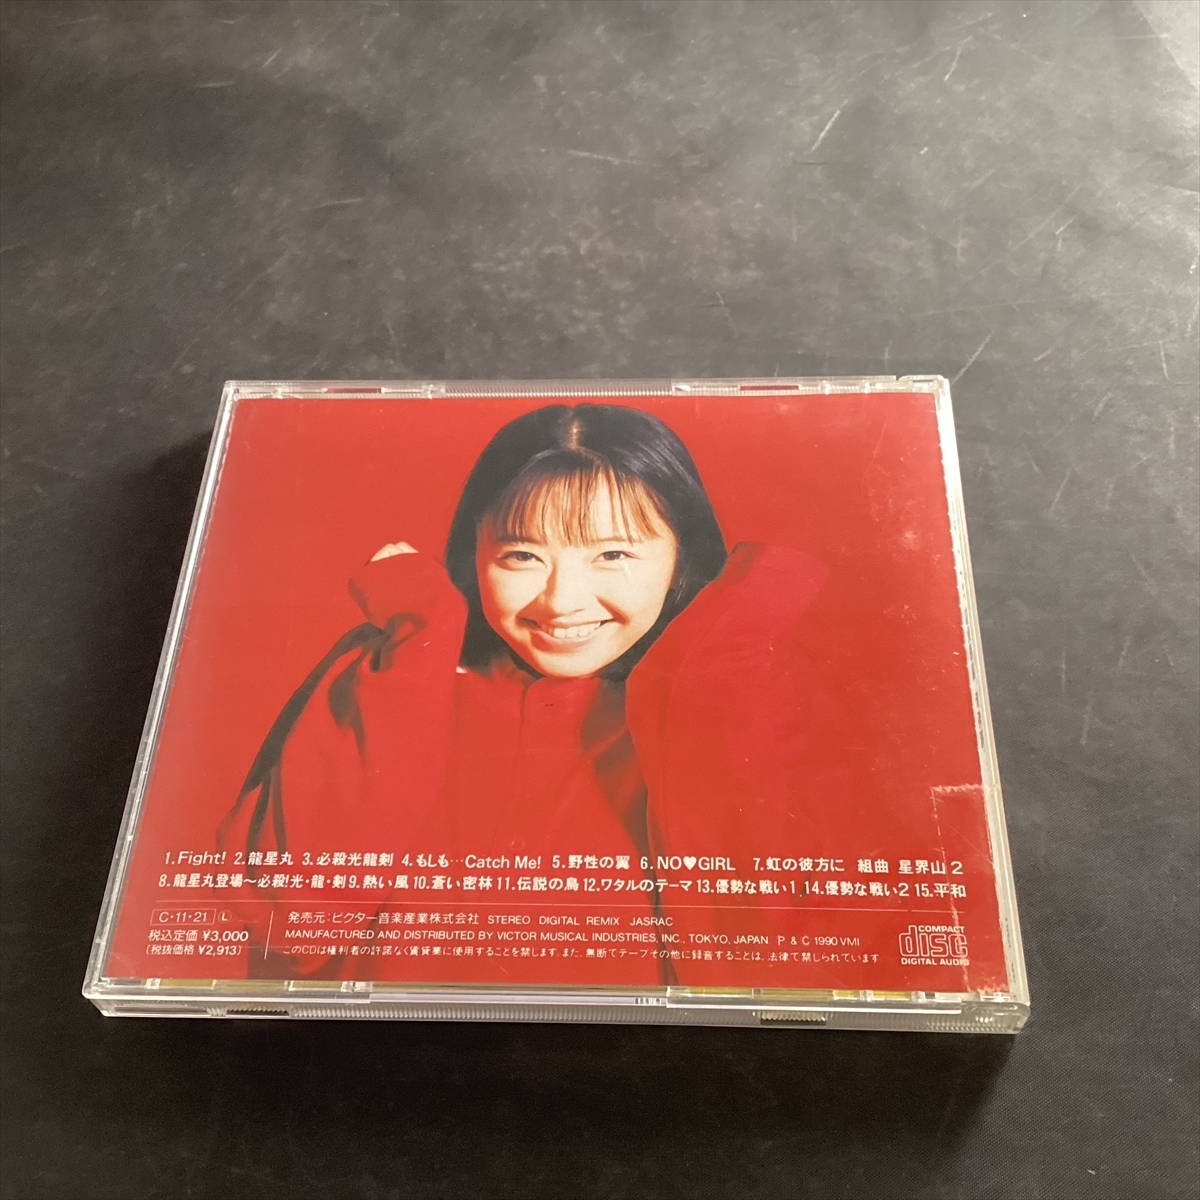 1.Fight! 2.龍星丸 3.必殺光龍剣 4.もしも…Catch Me! 5.野性の翼 6.NO♥GIRL 7.虹の彼方に 組曲 星界山2
8.龍星丸登場〜必殺!光・龍・剣 9.熱い風 10.蒼い密林 11.伝説の鳥 12.ワタルのテーマ 13.優勢な戦い1 14.優勢な戦い2 15.平和
C・11・21 L
税込定価 ¥3,000
(税抜価格 ¥2,913)
発売元:ビクター音楽産業株式会社 STEREO DIGITAL REMIX JASRAC
MANUFACTURED AND DISTRIBUTED BY VICTOR MUSICAL INDUSTRIES, INC., TOKYO, JAPAN P & C 1990 VMI
このCDは権利者の許諾なく賃貸業に使用することを禁じます。また、無断でテープその他に録音することは、法律で禁じられています
COMPACT
disc
DIGITAL AUDIO